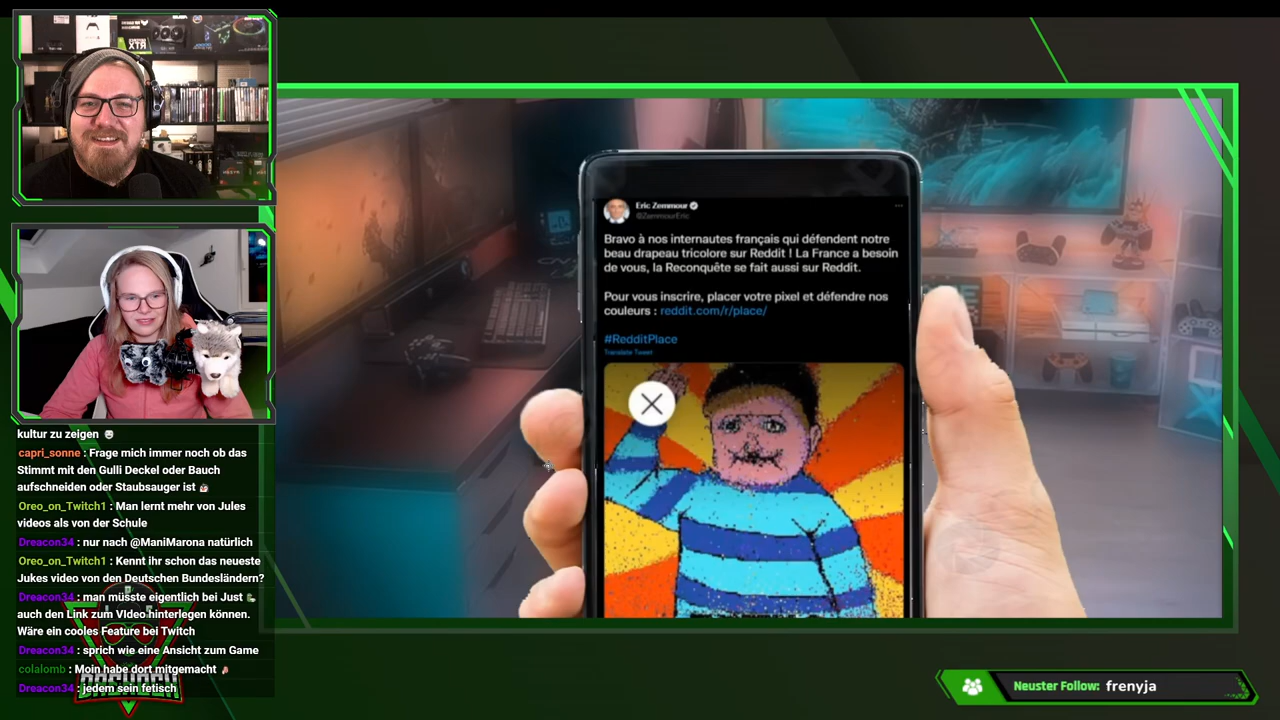 kultur zu zeigen
capri_sonne : Frage mich immer noch ob das
Stimmt mit den Gulli Deckel oder Bauch
aufschneiden oder Staubsauger ist
Oreo_on_Twitch1 : Man lernt mehr von Jules
videos als von der Schule
Dreacon34 : nur nach @ManiMarona natürlich
Oreo_on_Twitch1 : Kennt ihr schon das neueste
Jukes video von den Deutschen Bundesländern?
Dreacon34 : man müsste eigentlich bei Just
auch den Link zum VIdeo hinterlegen können.
Wäre ein cooles Feature bei Twitch
Dreacon34 : sprich wie eine Ansicht zum Game
colalomb : Moin habe dort mitgemacht
Dreacon34 : jedem sein fetisch
Eric Zemmour
@ZemmourEric
Bravo à nos internautes français qui défendent notre
beau drapeau tricolore sur Reddit ! La France a besoin
de vous, la Reconquête se fait aussi sur Reddit.
Pour vous inscrire, placer votre pixel et défendre nos
couleurs : reddit.com/r/place/
#RedditPlace
Translate Tweet
Neuster Follow: frenyja